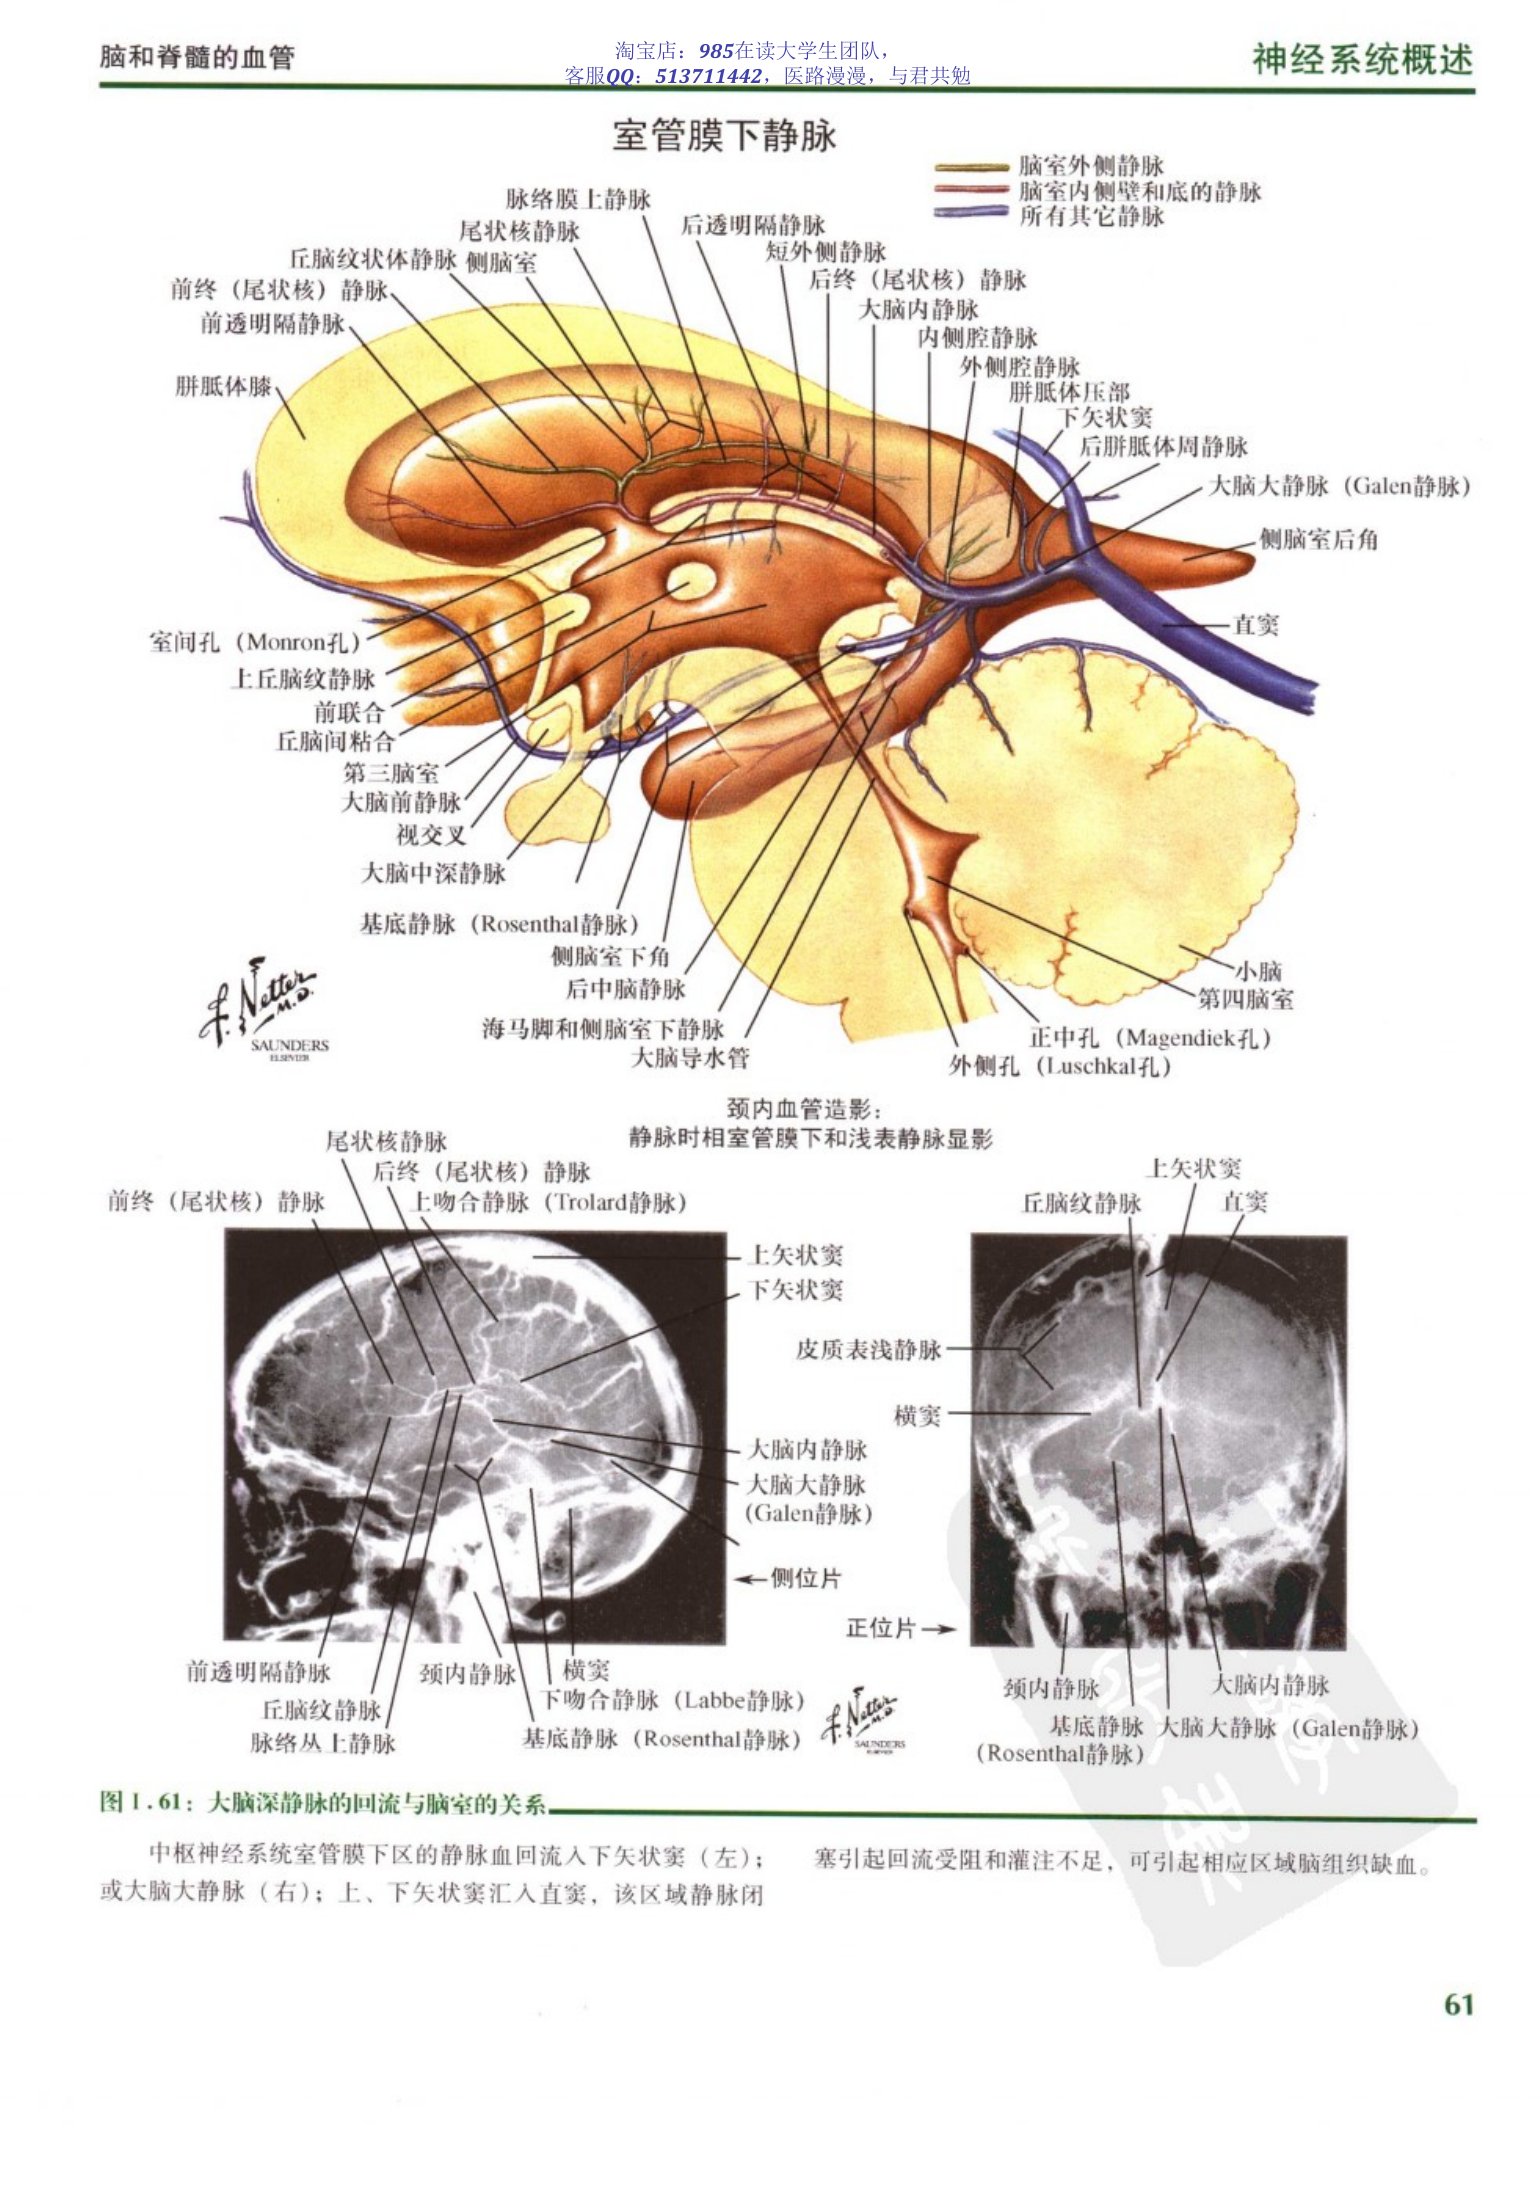 脑和脊髓的血管
淘宝店：985在读大学生团队，
客服QQ：513711442，医路漫漫，与君共勉
神经系统概述
室管膜下静脉
脑室外侧静脉
脑室内侧壁和底的静脉
所有其它静脉
脉络膜上静脉
尾状核静脉
丘脑纹状体静脉
侧脑室
前终（尾状核）静脉
前透明隔静脉
胼胝体膝
后透明隔静脉
短外侧静脉
后终（尾状核）静脉
大脑内静脉
内侧腔静脉
外侧腔静脉
胼胝体压部
下矢状窦
后胼胝体周静脉
大脑大静脉（Galen静脉）
侧脑室后角
直窦
室间孔（Monron孔）
上丘脑纹静脉
前联合
丘脑间粘合
第三脑室
大脑前静脉
视交叉
大脑中深静脉
基底静脉（Rosenthal静脉）
侧脑室下角
后中脑静脉
海马脚和侧脑室下静脉
大脑导水管
小脑
第四脑室
正中孔（Magendiek孔）
外侧孔（Luschkal孔）
F. Netter M.D.
SAUNDERS
ELSEVIER
颈内血管造影：
静脉时相室管膜下和浅表静脉显影
尾状核静脉
后终（尾状核）静脉
前终（尾状核）静脉
上吻合静脉（Trolard静脉）
上矢状窦
下矢状窦
大脑内静脉
大脑大静脉
(Galen静脉)
←侧位片
前透明隔静脉
丘脑纹静脉
脉络丛上静脉
颈内静脉
横窦
下吻合静脉（Labbe静脉）
基底静脉（Rosenthal静脉）
上矢状窦
丘脑纹静脉
直窦
皮质表浅静脉
横窦
正位片→
颈内静脉
大脑内静脉
基底静脉
(Rosenthal静脉)
大脑大静脉（Galen静脉）
F. Netter M.D.
SAUNDERS
ELSEVIER
图Ⅰ.61：大脑深静脉的回流与脑室的关系
中枢神经系统室管膜下区的静脉血回流入下矢状窦（左）；
或大脑大静脉（右）；上、下矢状窦汇入直窦，该区域静脉闭
塞引起回流受阻和灌注不足，可引起相应区域脑组织缺血。
61